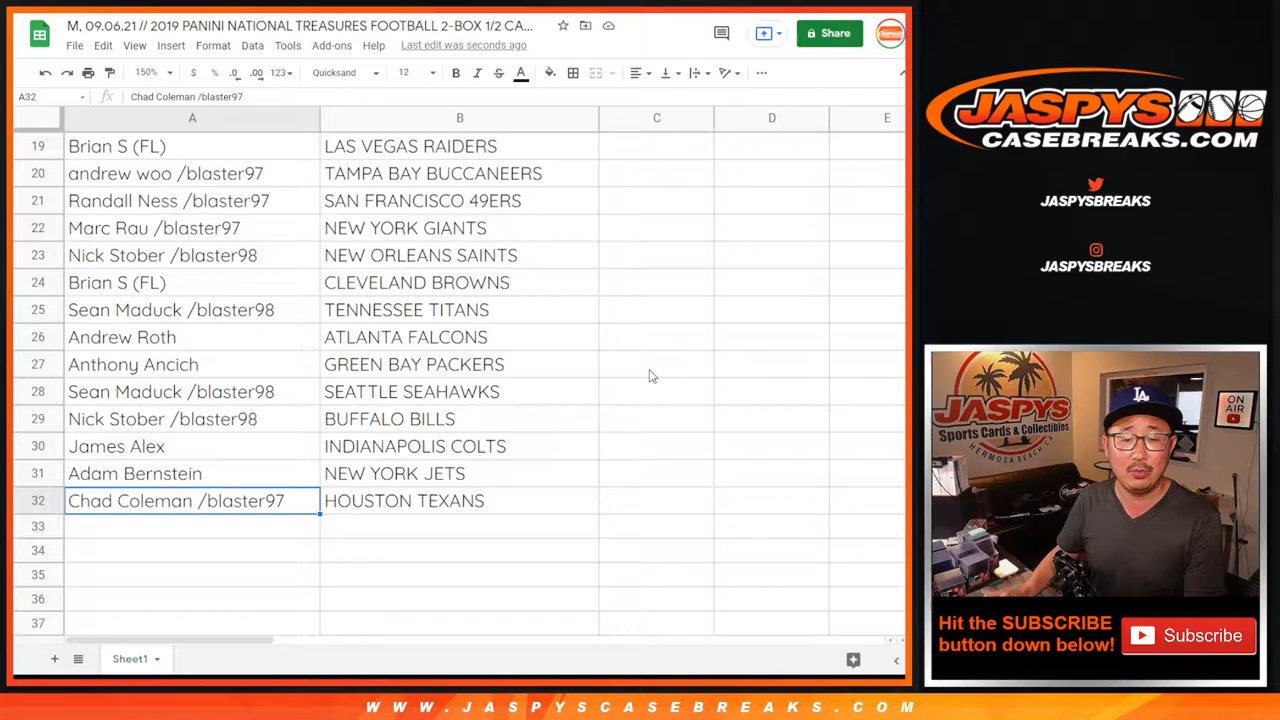 M, 09.06.21 // 2019 PANINI NATIONAL TREASURES FOOTBALL 2-BOX 1/2 CA...
File Edit View Insert Format Data Tools Add-ons Help Last edit was seconds ago
Share
150% $ % .0 .00 123 Quicksand 12 B I S A
A32 fx Chad Coleman /blaster97
A B C D E
19 Brian S (FL) LAS VEGAS RAIDERS
20 andrew woo /blaster97 TAMPA BAY BUCCANEERS
21 Randall Ness /blaster97 SAN FRANCISCO 49ERS
22 Marc Rau /blaster97 NEW YORK GIANTS
23 Nick Stober /blaster98 NEW ORLEANS SAINTS
24 Brian S (FL) CLEVELAND BROWNS
25 Sean Maduck /blaster98 TENNESSEE TITANS
26 Andrew Roth ATLANTA FALCONS
27 Anthony Ancich GREEN BAY PACKERS
28 Sean Maduck /blaster98 SEATTLE SEAHAWKS
29 Nick Stober /blaster98 BUFFALO BILLS
30 James Alex INDIANAPOLIS COLTS
31 Adam Bernstein NEW YORK JETS
32 Chad Coleman /blaster97 HOUSTON TEXANS
33
34
35
36
37
Sheet1
JASPYS
CASEBREAKS.COM
JASPYSBREAKS
JASPYSBREAKS
JASPYS
Sports Cards & Collectibles
HERMOSA BEACH CA
LA
ON
AIR
Hit the SUBSCRIBE
button down below!
Subscribe
WWW.JASPYSCASEBREAKS.COM